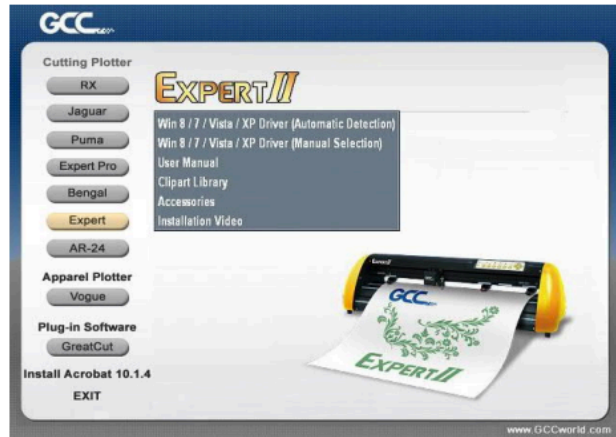 GCC
Cutting Plotter
RX
Jaguar
Puma
Expert Pro
Bengal
Expert
AR-24
Apparel Plotter
Vogue
Plug-in Software
GreatCut
Install Acrobat 10.1.4
EXIT
EXPERT II
Win 8 / 7 / Vista / XP Driver (Automatic Detection)
Win 8 / 7 / Vista / XP Driver (Manual Selection)
User Manual
Clipart Library
Accessories
Installation Video
GCC
EXPERT II
www.GCCworld.com